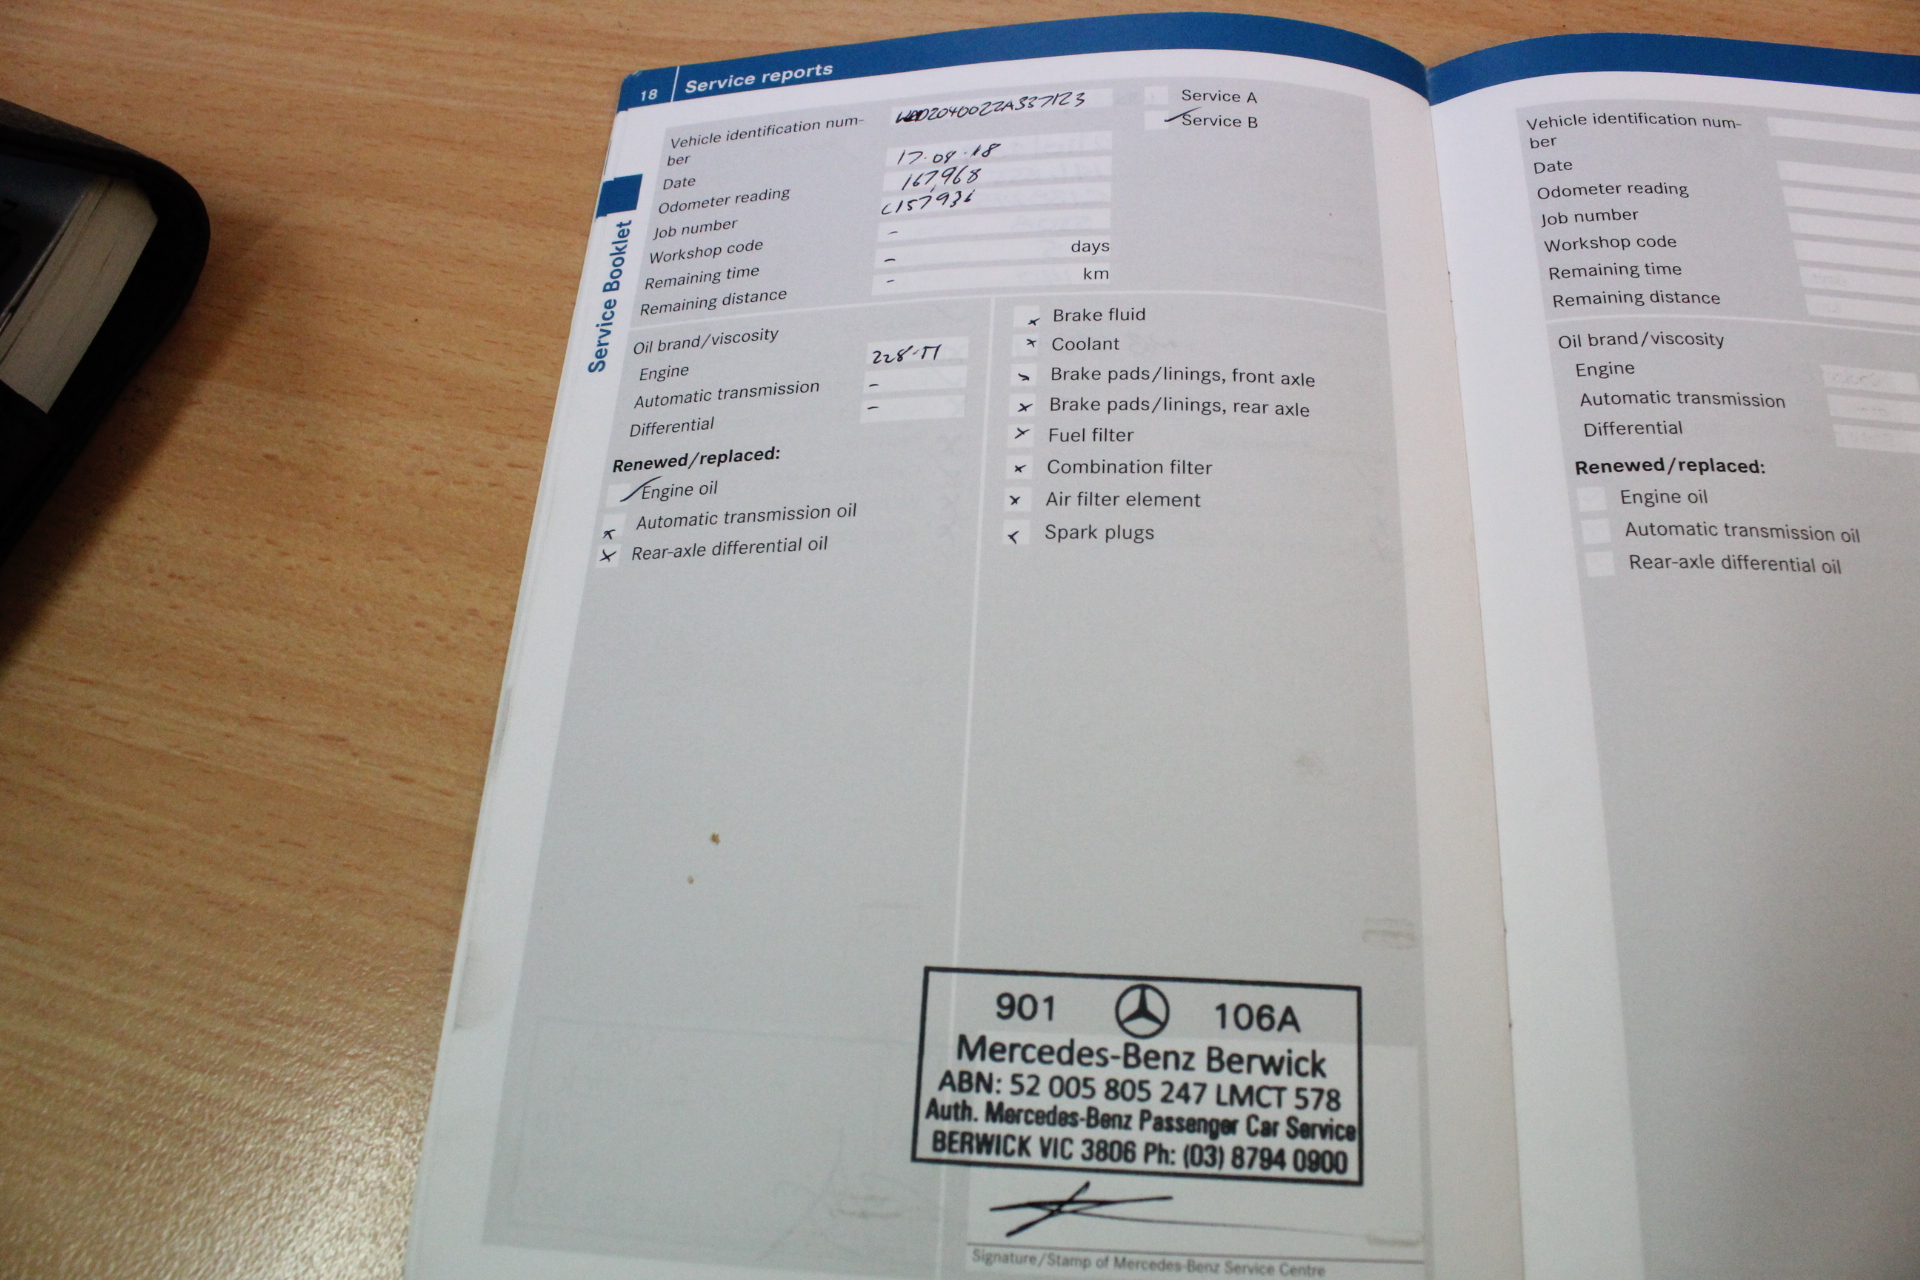 18 Service reports
Vehicle identification num-
ber
WDD2040022A337123
Service A
Service B
Date 17.08.18
Odometer reading 167,968
Job number C157936
Workshop code -
Remaining time - days
Remaining distance - km
Service Booklet
Oil brand/viscosity
Engine
Automatic transmission -
Differential -
Renewed/replaced:
Engine oil
Automatic transmission oil
Rear-axle differential oil
Brake fluid
Coolant
Brake pads/linings, front axle
Brake pads/linings, rear axle
Fuel filter
Combination filter
Air filter element
Spark plugs
901 106A
Mercedes-Benz Berwick
ABN: 52 005 805 247 LMCT 578
Auth. Mercedes-Benz Passenger Car Service
BERWICK VIC 3806 Ph: (03) 8794 0900
Signature/Stamp of Mercedes-Benz Service Centre
Vehicle identification num-
ber
Date
Odometer reading
Job number
Workshop code
Remaining time
Remaining distance
Oil brand/viscosity
Engine
Automatic transmission
Differential
Renewed/replaced:
Engine oil
Automatic transmission oil
Rear-axle differential oil